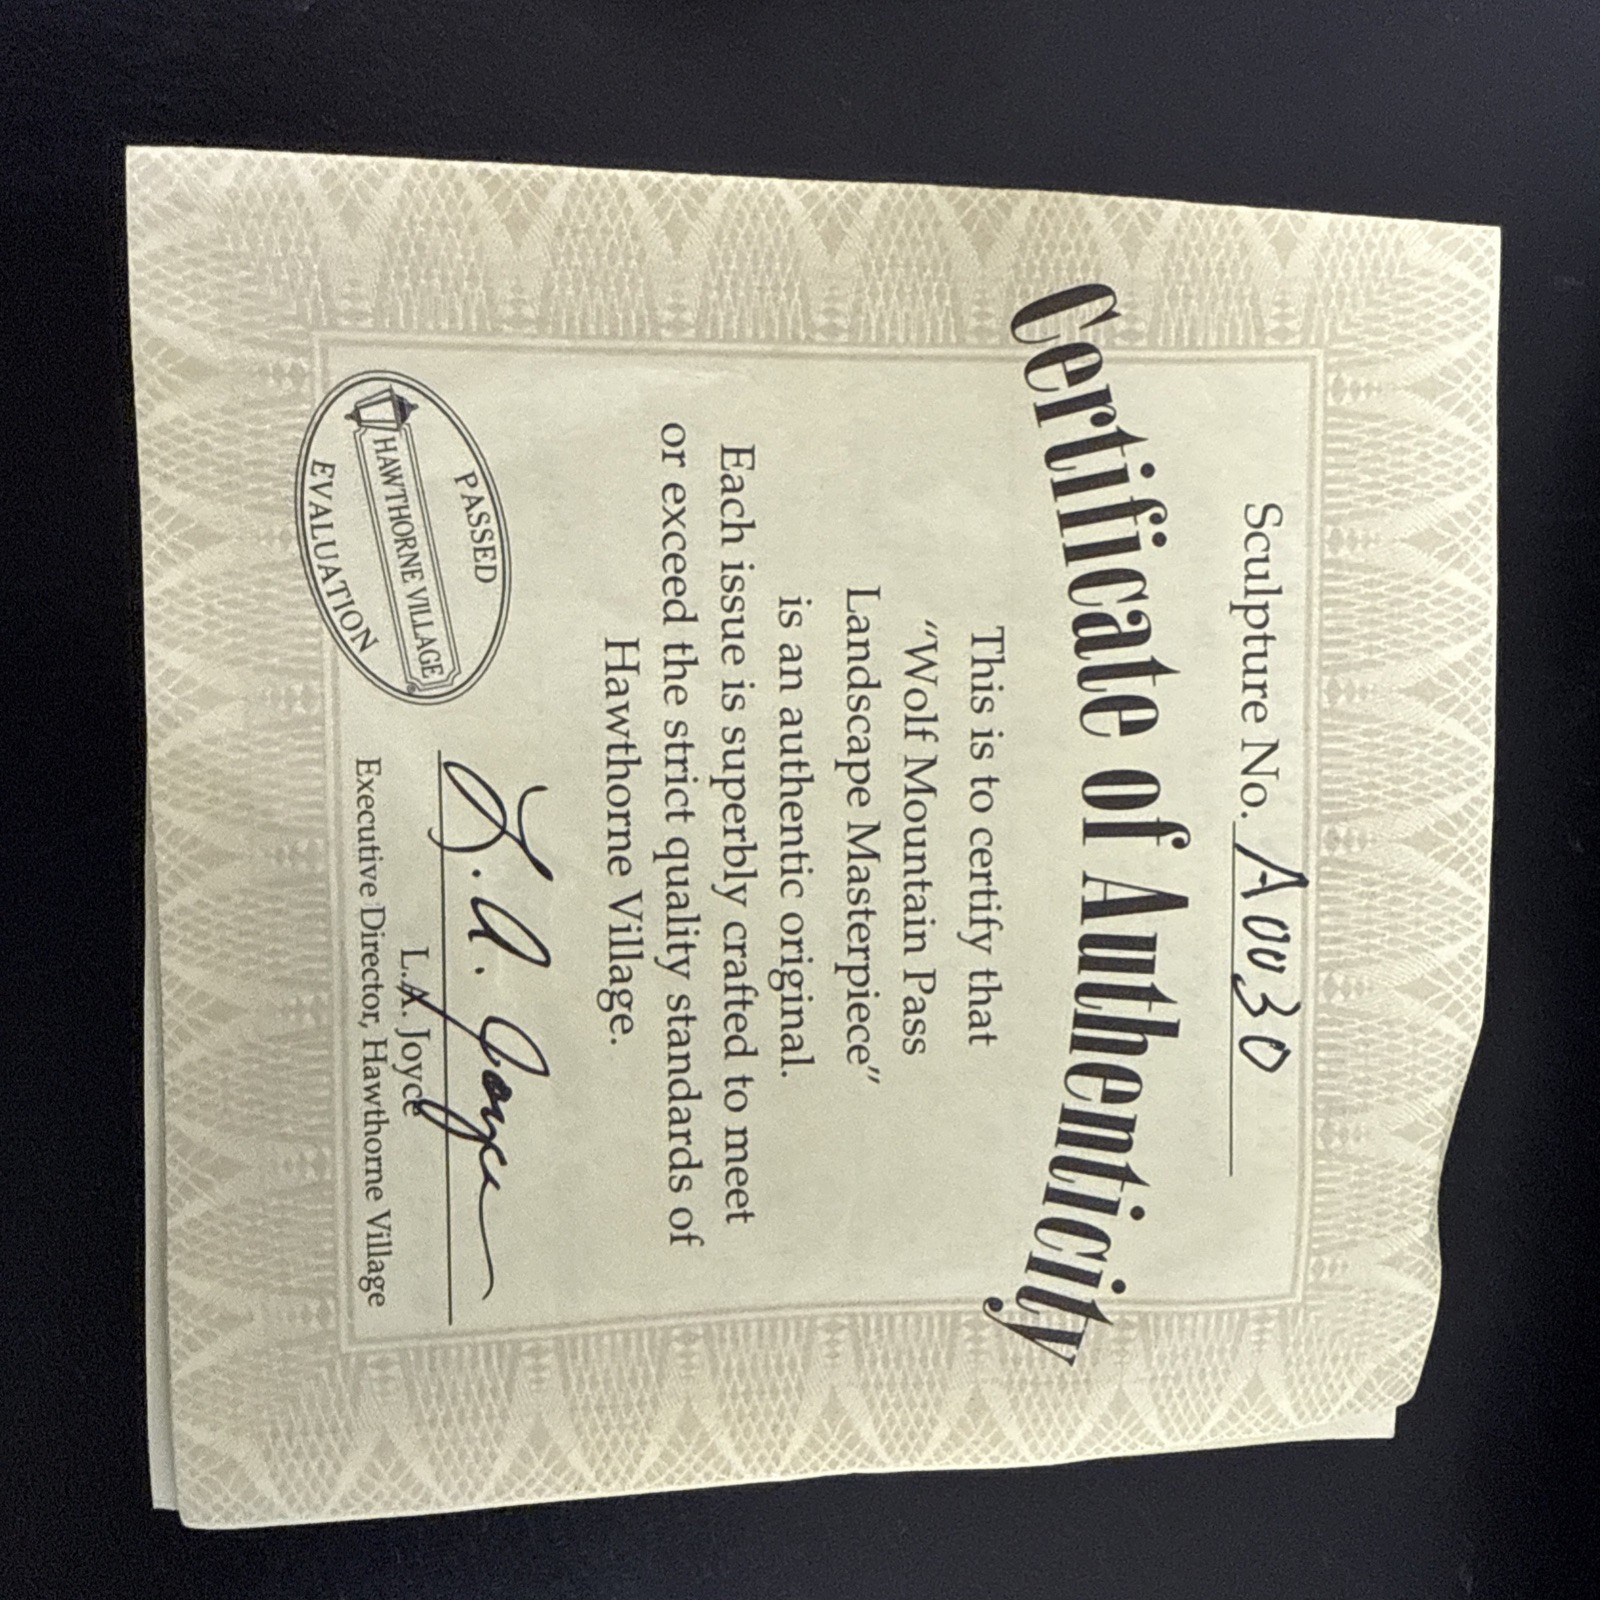 Sculpture No. A0030
Certificate of Authenticity
This is to certify that
“Wolf Mountain Pass
Landscape Masterpiece”
is an authentic original.
Each issue is superbly crafted to meet
or exceed the strict quality standards of
Hawthorne Village.
PASSED
HAWTHORNE VILLAGE®
EVALUATION
L. A. Joyce
L.A. Joyce
Executive Director, Hawthorne Village